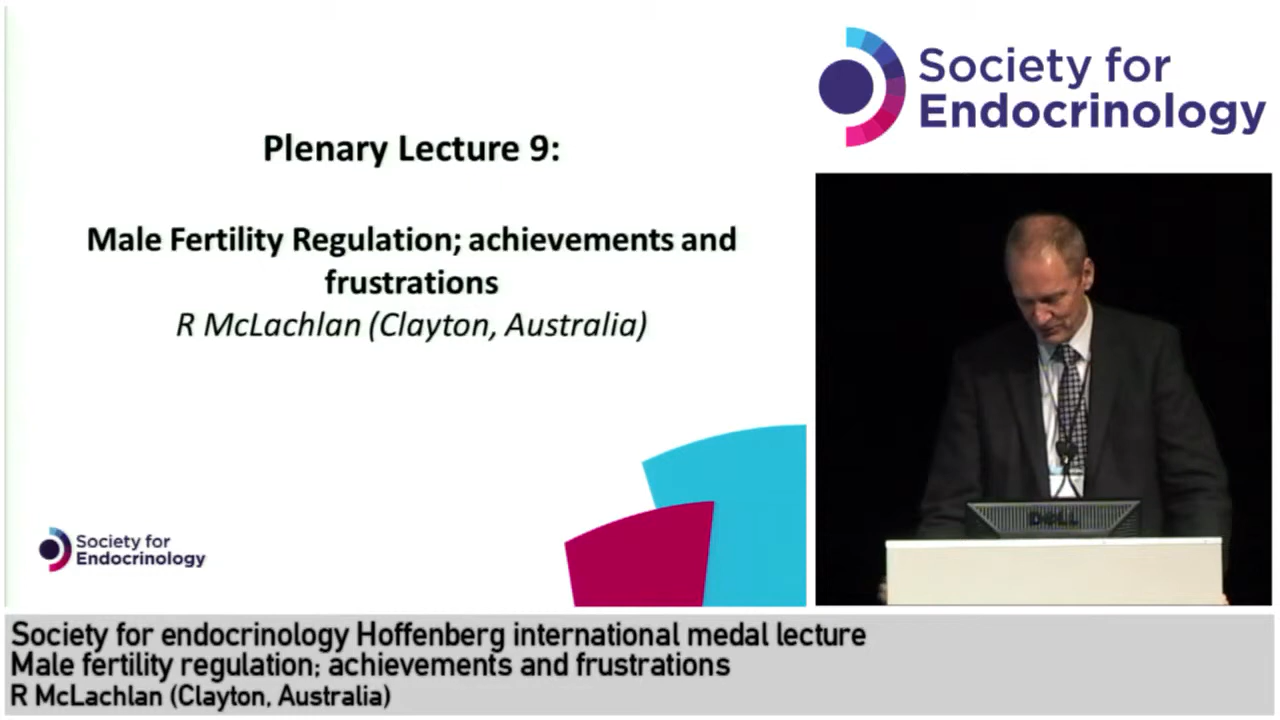 Plenary Lecture 9:
Male Fertility Regulation; achievements and
frustrations
R McLachlan (Clayton, Australia)
Society for
Endocrinology
Society for
Endocrinology
DELL
Society for endocrinology Hoffenberg international medal lecture
Male fertility regulation; achievements and frustrations
R McLachlan (Clayton, Australia)